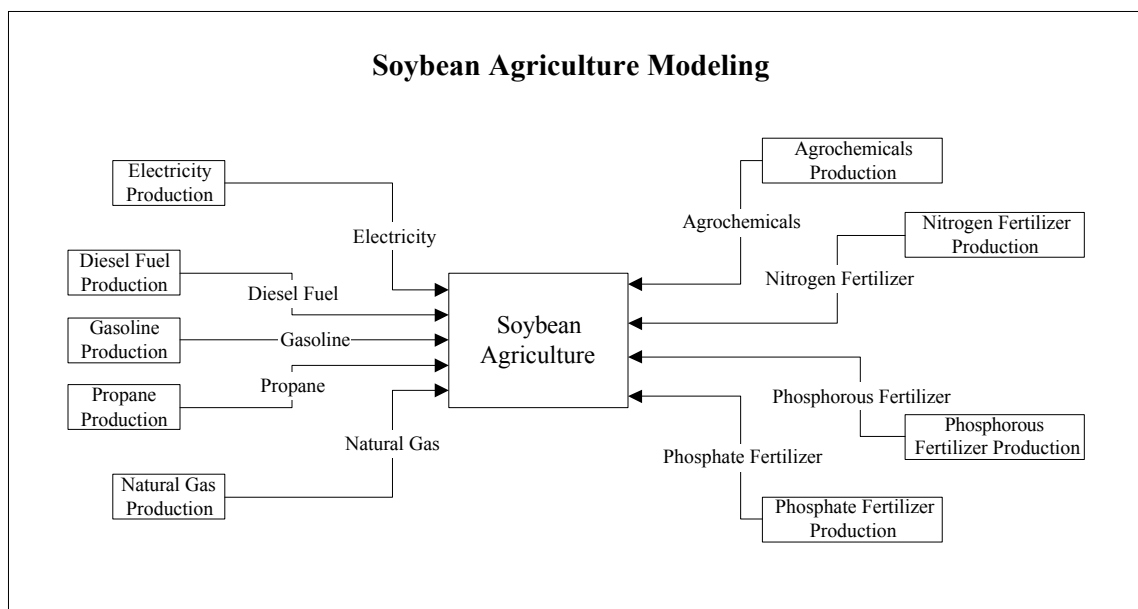 Soybean Agriculture Modeling
Electricity
Production
Electricity
Diesel Fuel
Production
Diesel Fuel
Gasoline
Production
Gasoline
Propane
Production
Propane
Natural Gas
Natural Gas
Production
Soybean
Agriculture
Agrochemicals
Production
Agrochemicals
Nitrogen Fertilizer
Production
Nitrogen Fertilizer
Phosphorous Fertilizer
Phosphorous
Fertilizer Production
Phosphate Fertilizer
Phosphate Fertilizer
Production